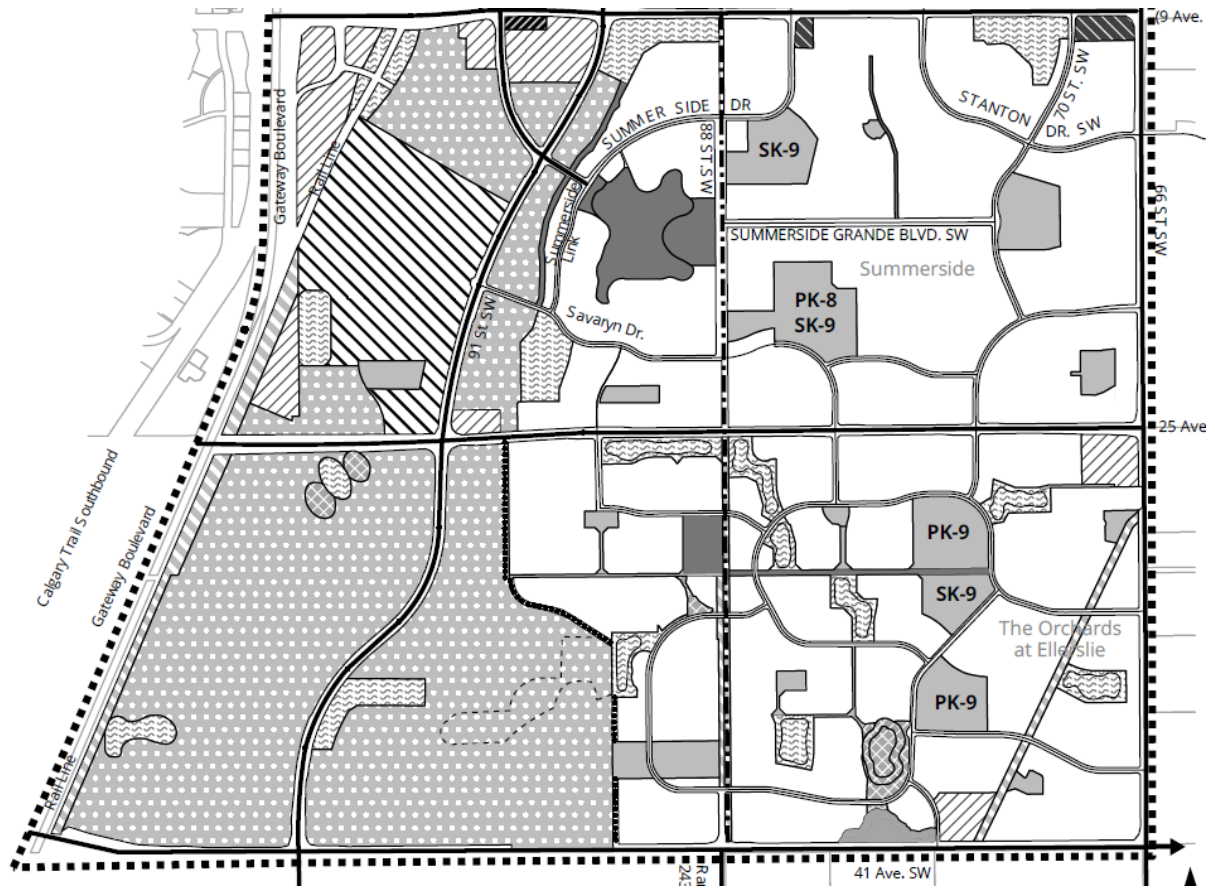 (9 Ave.
Gateway Boulevard
Rail Line
SUMMER SIDE DR
88 ST.SW
SK-9
STANTON DR. SW
70 ST. SW
66 ST SW
Summerside Link
SUMMERSIDE GRANDE BLVD. SW
Summerside
PK-8
SK-9
Savaryn Dr.
91 St SW
25 Ave
Calgary Trail Southbound
Gateway Boulevard
PK-9
SK-9
The Orchards
at Ellerslie
PK-9
Rail Line
41 Ave. SW
Ra
243